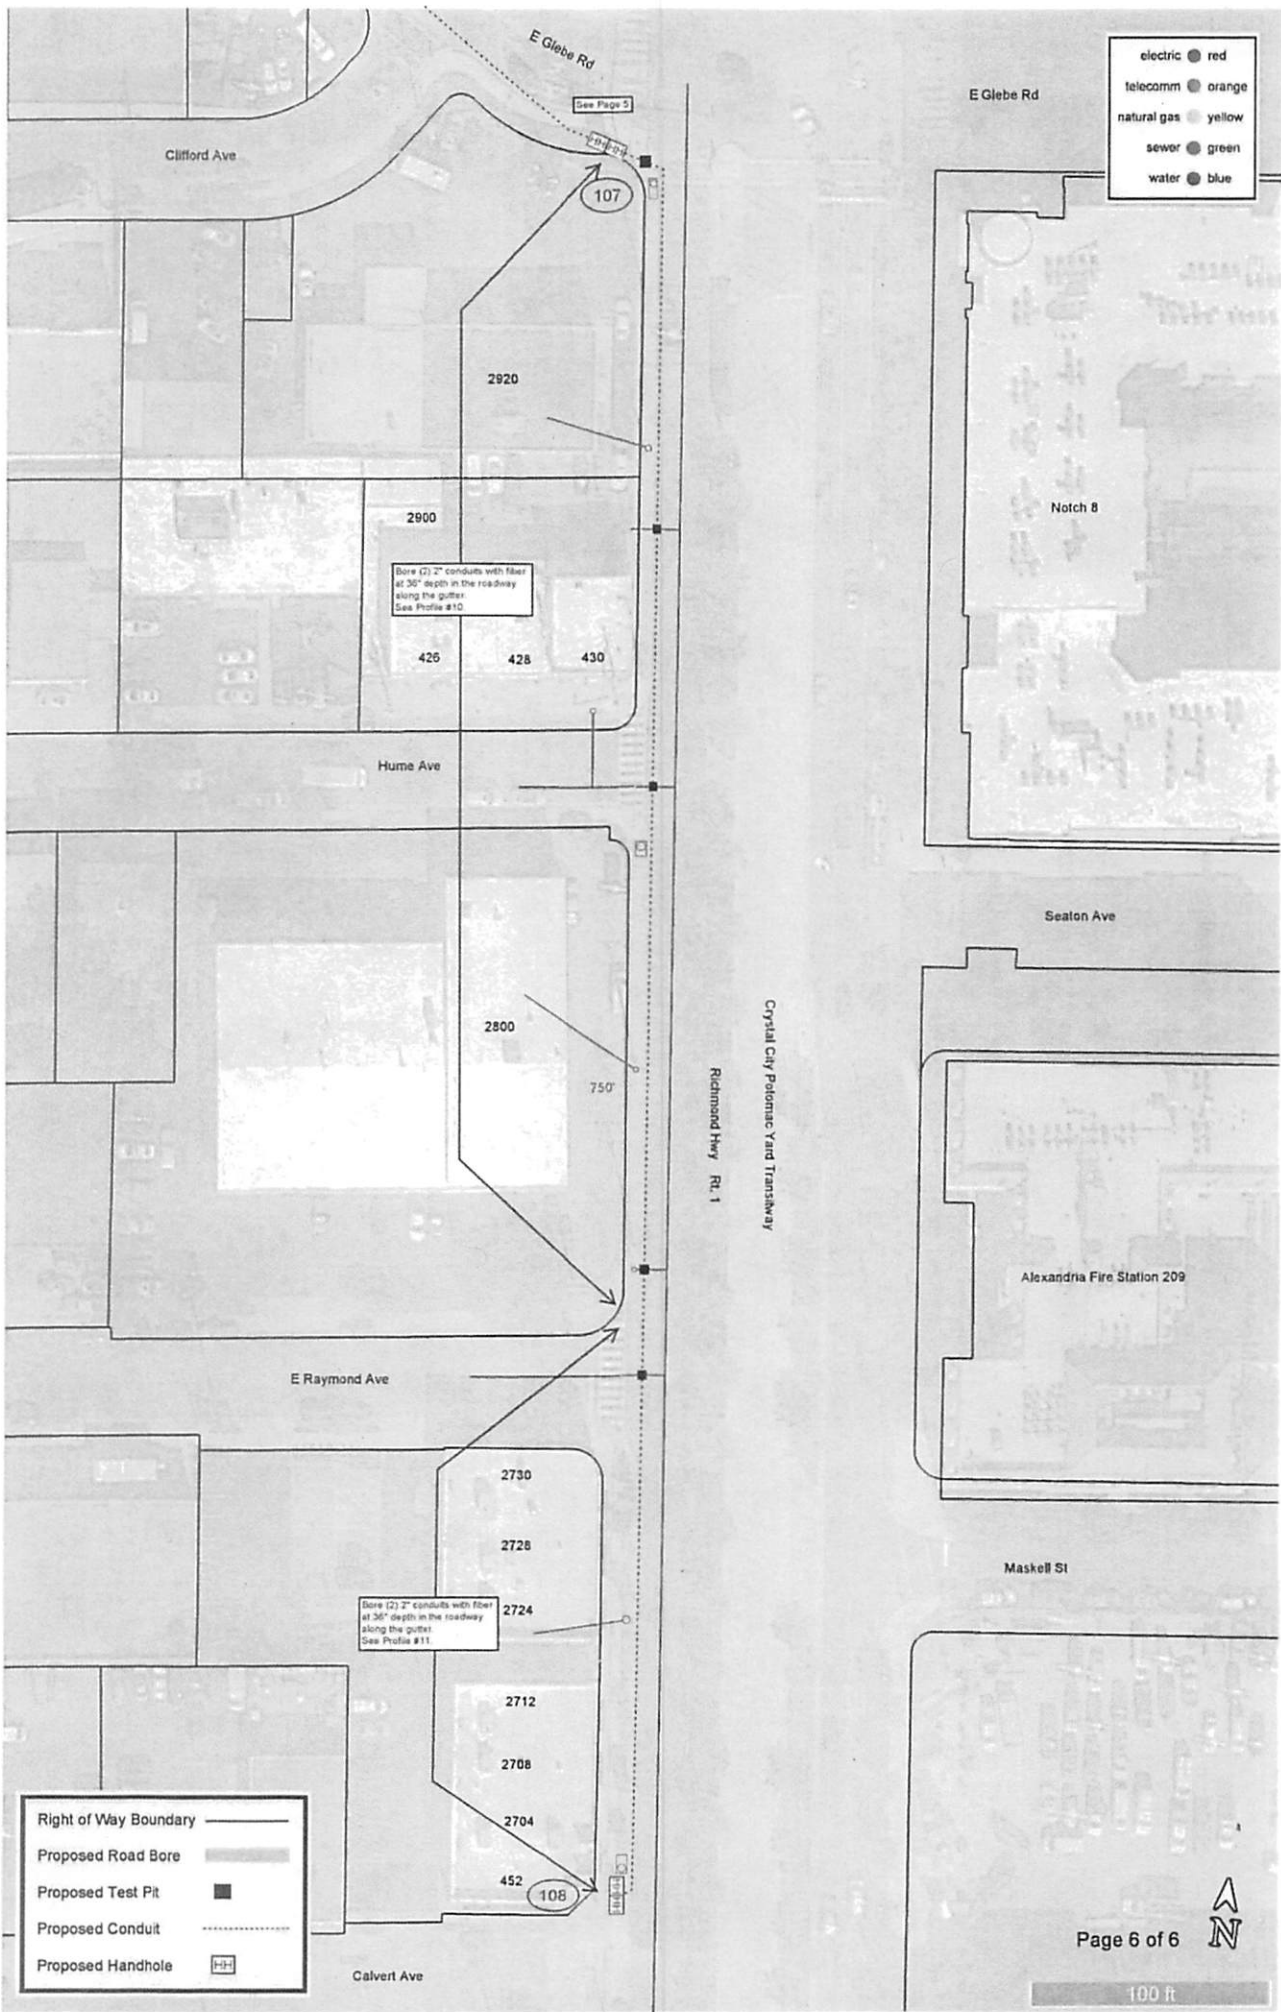 E Glebe Rd
See Page 5
E Glebe Rd
electric red
telecomm orange
natural gas yellow
sewer green
water blue
Clifford Ave
107
2920
2900
Notch 8
Bore (2) 2" conduits with fiber
at 36" depth in the roadway
along the gutter.
See Profile #10.
426
428
430
Hume Ave
Seaton Ave
2800
750'
Crystal City Potomac Yard Transitway
Richmond Hwy Rt. 1
Alexandria Fire Station 209
E Raymond Ave
2730
2728
Maskell St
Bore (2) 2" conduits with fiber
at 36" depth in the roadway
along the gutter.
See Profile #11.
2724
2712
2708
2704
452
108
Right of Way Boundary
Proposed Road Bore
Proposed Test Pit
Proposed Conduit
Proposed Handhole HH
Calvert Ave
Page 6 of 6
N
100 ft